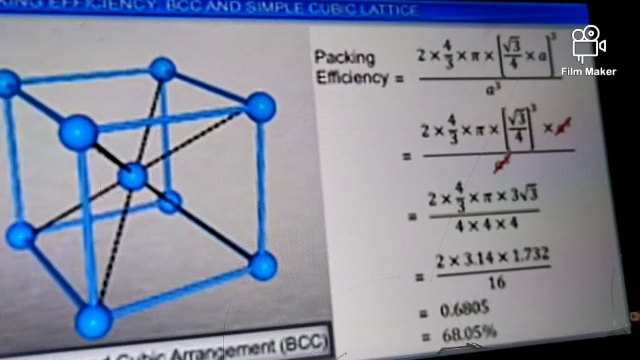 KING EFFICIENCY, BCC AND SIMPLE CUBIC LATTICE
Packing
Efficiency = 2 × 4/3 × π × [√3/4 × a]³ / a³
= 2 × 4/3 × π × [√3/4]³ × a³ / a³
= 2 × 4/3 × π × 3√3 / 4 × 4 × 4
= 2 × 3.14 × 1.732 / 16
= 0.6805
= 68.05%
Cubic Arrangement (BCC)
Film Maker